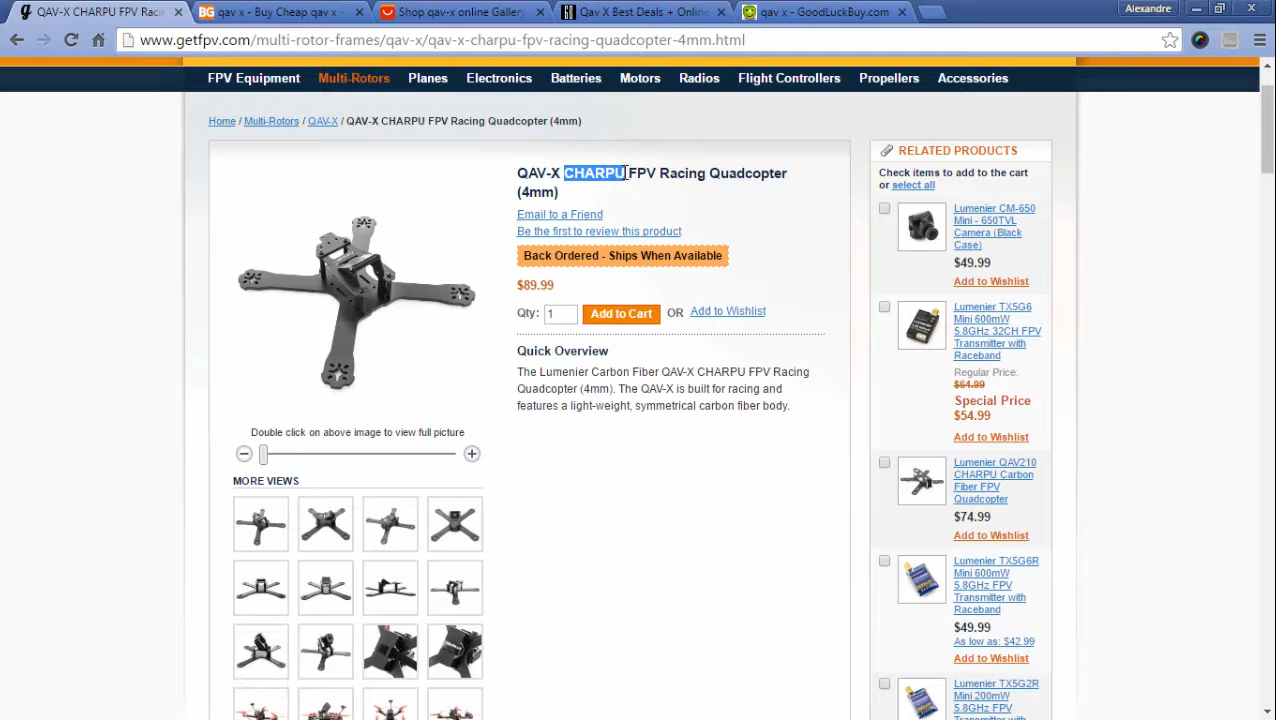 QAV-X CHARPU FPV Racin
qav x - Buy Cheap qav x
Shop qav-x online Gallery
Qav X Best Deals + Online
qav x - GoodLuckBuy.com
Alexandre
www.getfpv.com/multi-rotor-frames/qav-x/qav-x-charpu-fpv-racing-quadcopter-4mm.html
FPV Equipment Multi-Rotors Planes Electronics Batteries Motors Radios Flight Controllers Propellers Accessories
Home / Multi-Rotors / QAV-X / QAV-X CHARPU FPV Racing Quadcopter (4mm)
QAV-X CHARPU FPV Racing Quadcopter
(4mm)
Email to a Friend
Be the first to review this product
Back Ordered - Ships When Available
$89.99
Qty: 1 Add to Cart OR Add to Wishlist
Quick Overview
The Lumenier Carbon Fiber QAV-X CHARPU FPV Racing
Quadcopter (4mm). The QAV-X is built for racing and
features a light-weight, symmetrical carbon fiber body.
Double click on above image to view full picture
MORE VIEWS
RELATED PRODUCTS
Check items to add to the cart
or select all
Lumenier CM-650
Mini - 650TVL
Camera (Black
Case)
$49.99
Add to Wishlist
Lumenier TX5G6
Mini 600mW
5.8GHz 32CH FPV
Transmitter with
Raceband
Regular Price:
$64.99
Special Price
$54.99
Add to Wishlist
Lumenier QAV210
CHARPU Carbon
Fiber FPV
Quadcopter
$74.99
Add to Wishlist
Lumenier TX5G6R
Mini 600mW
5.8GHz FPV
Transmitter with
Raceband
$49.99
As low as: $42.99
Add to Wishlist
Lumenier TX5G2R
Mini 200mW
5.8GHz FPV